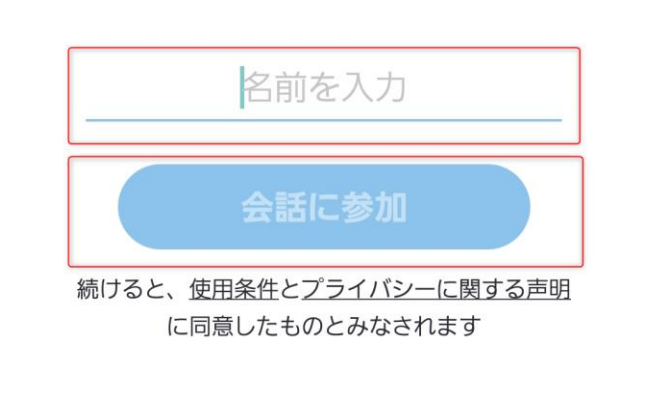 名前を入力
会話に参加
続けると、使用条件とプライバシーに関する声明
に同意したものとみなされます